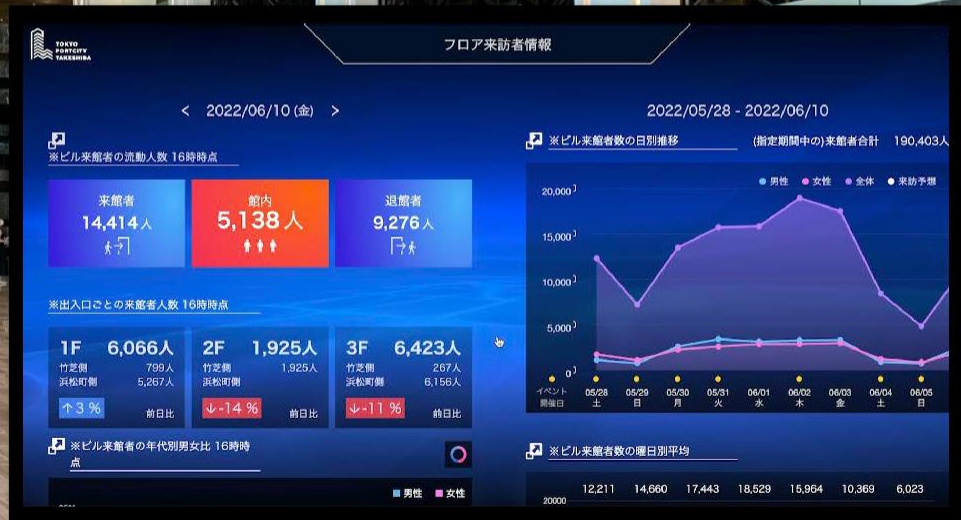 TOKYO
PORTCITY
TAKESHIBA
フロア来訪者情報
< 2022/06/10 (金) >
※ビル来館者の流動人数 16時時点
来館者
14,414人
館内
5,138人
退館者
9,276人
※出入口ごとの来館者人数 16時時点
1F 6,066人
竹芝側 799人
浜松町側 5,267人
↑3 % 前日比
2F 1,925人
竹芝側 1,925人
浜松町側
↓-14 % 前日比
3F 6,423人
竹芝側 267人
浜松町側 6,156人
↓-11 % 前日比
※ビル来館者の年代別男女比 16時時
点
男性 女性
2022/05/28 - 2022/06/10
※ビル来館者数の日別推移 (指定期間中の)来館者合計 190,403人
男性 女性 全体 来訪予想
20,000
15,000
10,000
5,000
0
イベント
開催日
05/28 05/29 05/30 05/31 06/01 06/02 06/03 06/04 06/05
土 日 月 火 水 木 金 土 日
※ビル来館者数の曜日別平均
12,211 14,660 17,443 18,529 15,964 10,369 6,023
20000